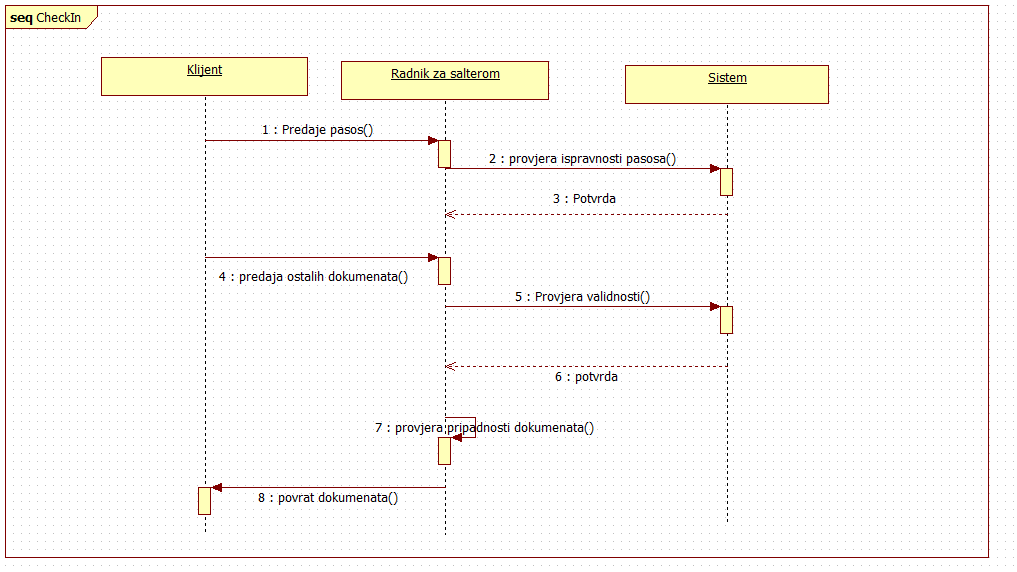 seq CheckIn
Klijent
Radnik za salterom
Sistem
1 : Predaje pasos()
2 : provjera ispravnosti pasosa()
3 : Potvrda
4 : predaja ostalih dokumenata()
5 : Provjera validnosti()
6 : potvrda
7 : provjera pripadnosti dokumenata()
8 : povrat dokumenata()